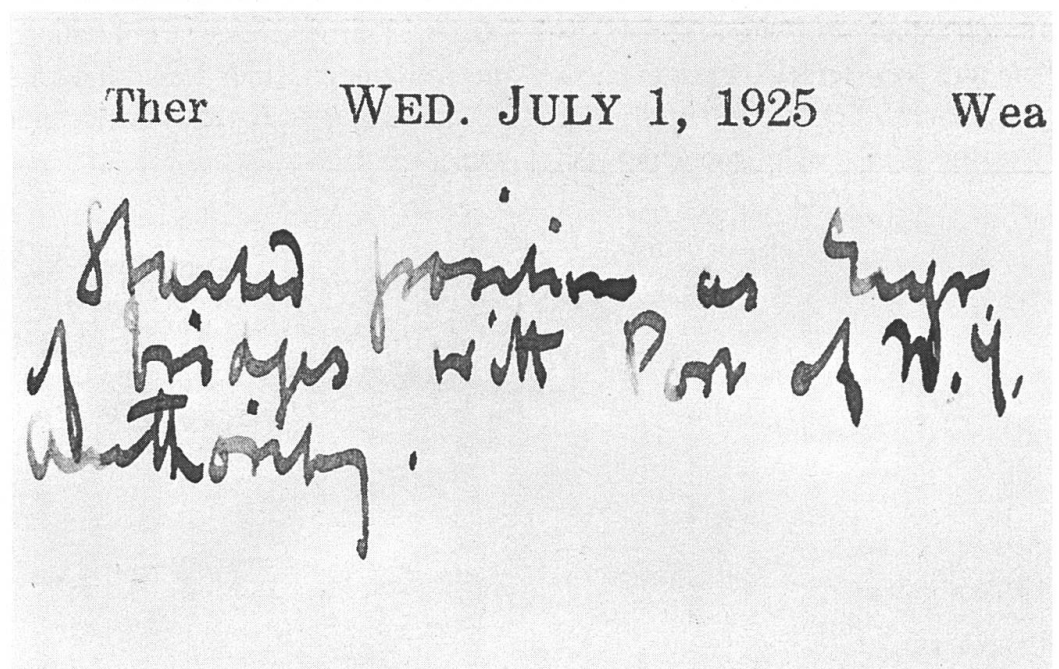 Ther WED. JULY 1, 1925 Wea
Started position as Engr.
of bridges with Port of N.Y.
Authority.